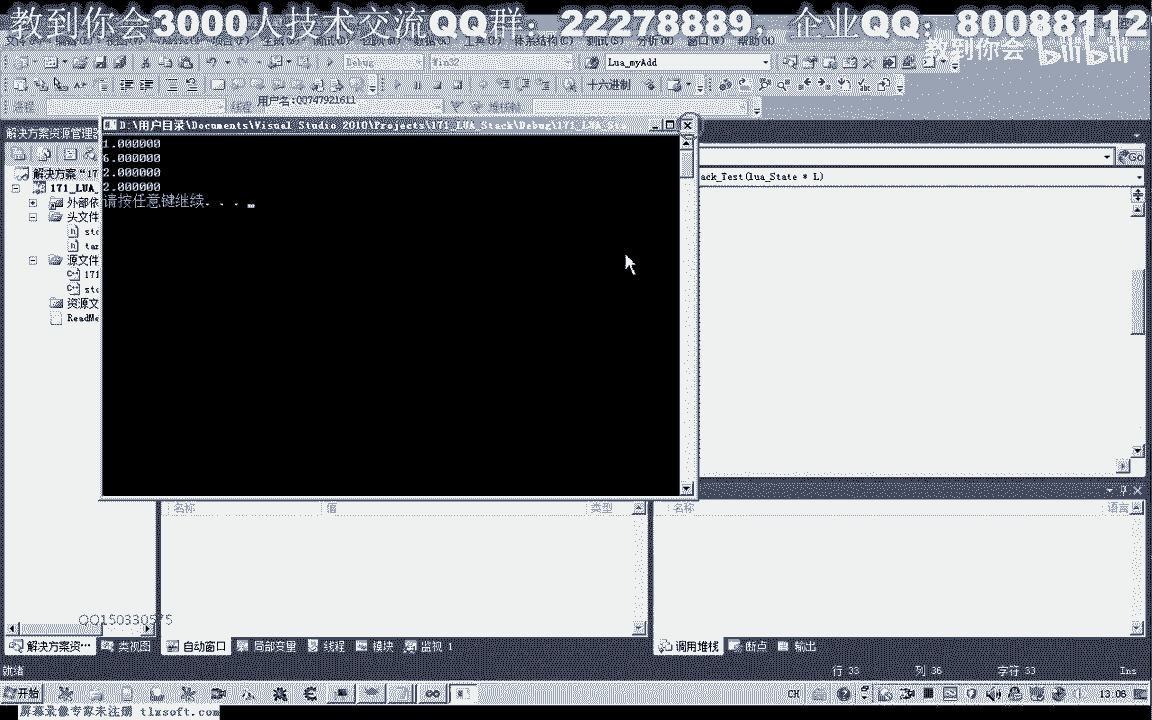 教到你会3000人技术交流QQ群：22278889，企业QQ：80088112
教到你会 bilibili
Debug Win32 Lua_myAdd
十六进制
进程 线程 用户名:00747921611
解决方案资源管理器
D:\用户目录\Documents\Visual Studio 2010\Projects\171_LUA_Stack\Debug\171_LUA_Sta
1.000000
6.000000
2.000000
2.000000
请按任意键继续. . .
Go
ack_Test(lua_State * L)
解决方案"17
171_LUA_
外部依
头文件
源文件
171
资源文
ReadMe
名称 值 类型
名称 语言
QQ150330575
解决方案资… 类视图 自动窗口 局部变量 线程 模块 监视 1
调用堆栈 断点 输出
就绪 行 33 列 36 字符 33 Ins
开始 CH 13:06
屏幕录像专家未注册 tlxsoft.com